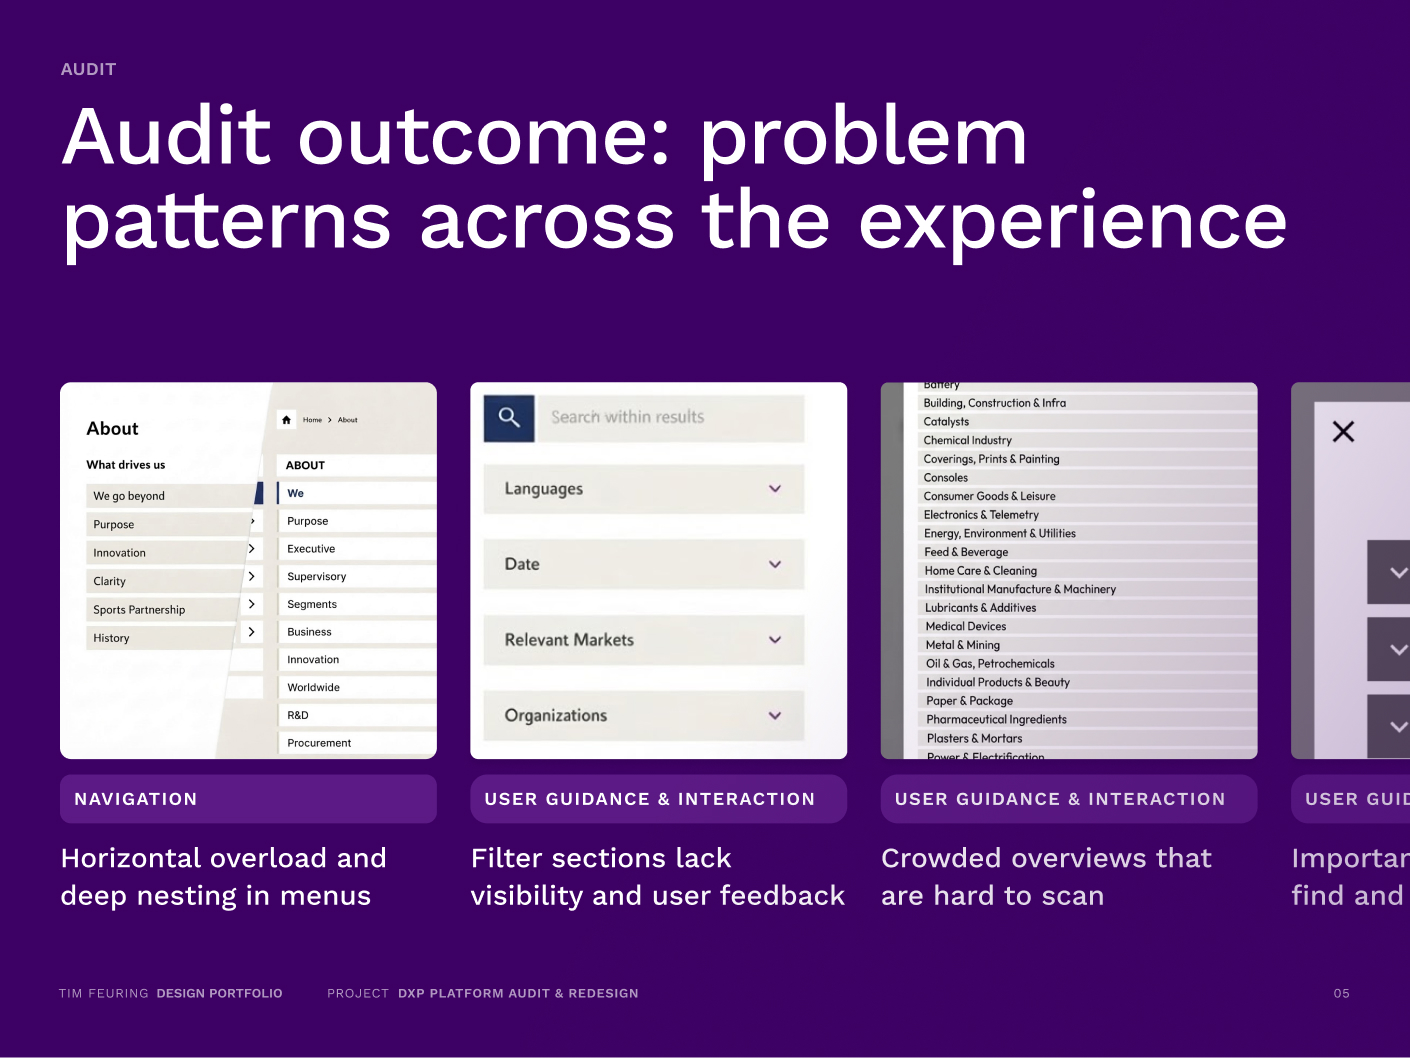 AUDIT
Audit outcome: problem
patterns across the experience
About
What drives us
We go beyond
Purpose
Innovation
Clarity
Sports Partnership
History
Home > About
ABOUT
We
Purpose
Executive
Supervisory
Segments
Business
Innovation
Worldwide
R&D
Procurement
NAVIGATION
Horizontal overload and
deep nesting in menus
Search within results
Languages
Date
Relevant Markets
Organizations
USER GUIDANCE & INTERACTION
Filter sections lack
visibility and user feedback
Battery
Building, Construction & Infra
Catalysts
Chemical Industry
Coverings, Prints & Painting
Consoles
Consumer Goods & Leisure
Electronics & Telemetry
Energy, Environment & Utilities
Feed & Beverage
Home Care & Cleaning
Institutional Manufacture & Machinery
Lubricants & Additives
Medical Devices
Metal & Mining
Oil & Gas, Petrochemicals
Individual Products & Beauty
Paper & Package
Pharmaceutical Ingredients
Plasters & Mortars
Power & Electrification
USER GUIDANCE & INTERACTION
Crowded overviews that
are hard to scan
USER GUID
Importan
find and
TIM FEURING DESIGN PORTFOLIO
PROJECT DXP PLATFORM AUDIT & REDESIGN
05